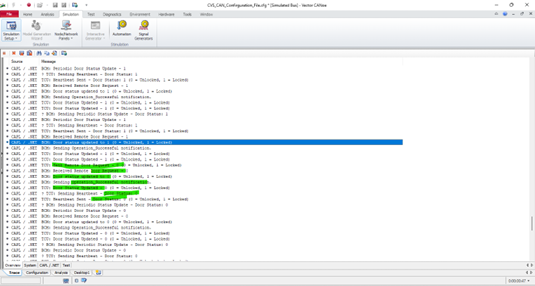 CVS_CAN_Configuration_File.cfg * [Simulated Bus] - Vector CANoe
File Home Analysis Simulation Test Diagnostics Environment Hardware Tools Window
Simulation Setup Model Generation Wizard Node/Network Panels Interactive Generator Automation Signal Generators
Simulation Stimulation
Source Message
CAPL / .NET BCM: Periodic Door Status Update - 1
CAPL / .NET ? TCU: Sending Heartbeat - Door Status: 1
CAPL / .NET TCU: Heartbeat Sent - Door Status: 1 (0 = Unlocked, 1 = Locked)
CAPL / .NET BCM: Received Remote Door Request - 1
CAPL / .NET BCM: Door status updated to 1 (0 = Unlocked, 1 = Locked)
CAPL / .NET BCM: Sending Operation_Successful notification.
CAPL / .NET TCU: Door Status Updated - 1 (0 = Unlocked, 1 = Locked)
CAPL / .NET TCU: Door Status Updated - 1 (0 = Unlocked, 1 = Locked)
CAPL / .NET ? BCM: Sending Periodic Status Update - Door Status: 1
CAPL / .NET BCM: Periodic Door Status Update - 1
CAPL / .NET ? TCU: Sending Heartbeat - Door Status: 1
CAPL / .NET TCU: Heartbeat Sent - Door Status: 1 (0 = Unlocked, 1 = Locked)
CAPL / .NET BCM: Received Remote Door Request - 1
CAPL / .NET BCM: Door status updated to 1 (0 = Unlocked, 1 = Locked)
CAPL / .NET BCM: Sending Operation_Successful notification.
CAPL / .NET TCU: Door Status Updated - 1 (0 = Unlocked, 1 = Locked)
CAPL / .NET TCU: Door Status Updated - 1 (0 = Unlocked, 1 = Locked)
CAPL / .NET TCU: Remote Door Request - 0 = Unlocked, 1 = Locked)
CAPL / .NET BCM: Received Remote Door Request
CAPL / .NET BCM: Door status updated to 0 (0 = Unlocked, 1 = Locked)
CAPL / .NET BCM: Sending Operation_Successful notification.
CAPL / .NET TCU: Door Status Updated - 0 (0 = Unlocked, 1 = Locked)
CAPL / .NET ? TCU: Sending Heartbeat - Door Status: 0
CAPL / .NET TCU: Heartbeat Sent - Door Status: 0 (0 = Unlocked, 1 = Locked)
CAPL / .NET ? BCM: Sending Periodic Status Update - Door Status: 0
CAPL / .NET BCM: Periodic Door Status Update - 0
CAPL / .NET BCM: Received Remote Door Request - 0
CAPL / .NET BCM: Door status updated to 0 (0 = Unlocked, 1 = Locked)
CAPL / .NET BCM: Sending Operation_Successful notification.
CAPL / .NET TCU: Door Status Updated - 0 (0 = Unlocked, 1 = Locked)
CAPL / .NET TCU: Door Status Updated - 0 (0 = Unlocked, 1 = Locked)
CAPL / .NET ? BCM: Sending Periodic Status Update - Door Status: 0
CAPL / .NET BCM: Periodic Door Status Update - 0
CAPL / .NET ? TCU: Sending Heartbeat - Door Status: 0
Overview System CAPL / .NET Test
Trace Configuration Analysis Desktop1
0:00:00:47